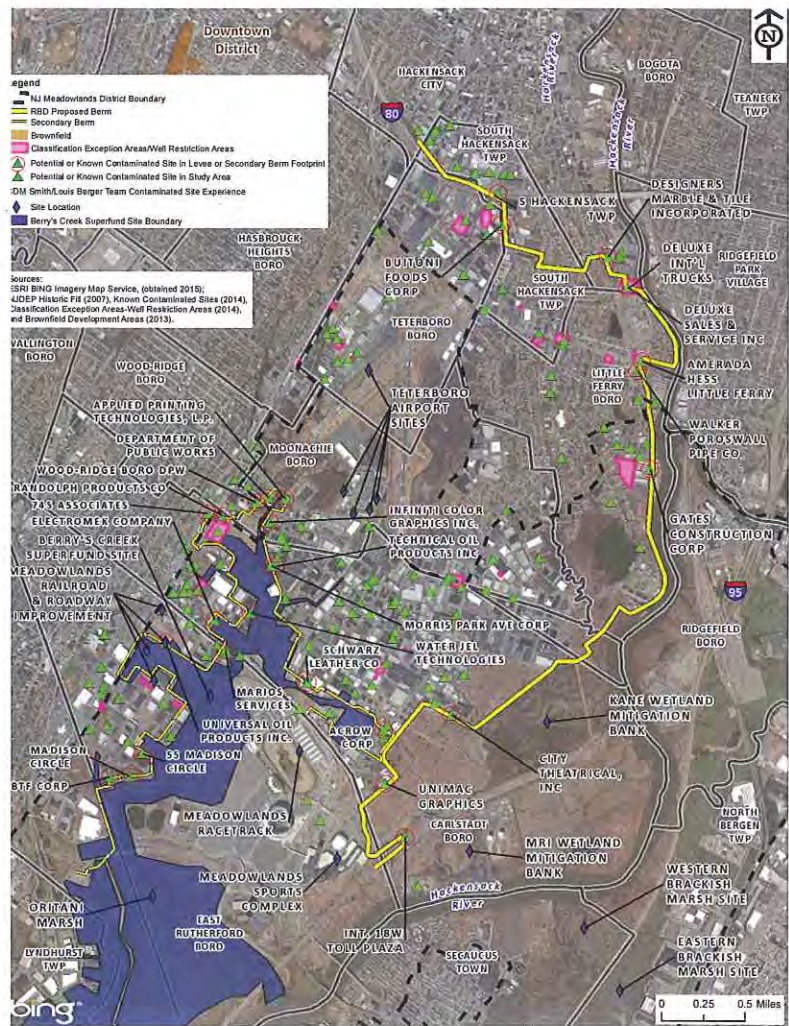 Downtown
District
N
HACKENSACK
CITY
Hackensack
River
BOGOTA
BORO
TEANECK
TWP
Legend
NJ Meadowlands District Boundary
RBD Proposed Berm
Secondary Berm
Brownfield
Classification Exception Areas/Well Restriction Areas
Potential or Known Contaminated Site in Levee or Secondary Berm Footprint
Potential or Known Contaminated Site in Study Area
CDM Smith/Louis Berger Team Contaminated Site Experience
Site Location
Berry's Creek Superfund Site Boundary
80
SOUTH
HACKENSACK
TWP
Hackensack
River
S HACKENSACK
TWP
DESIGNERS
MARBLE & TILE
INCORPORATED
HASBROUCK
HEIGHTS
BORO
BUITONI
FOODS
CORP
SOUTH
HACKENSACK
TWP
DELUXE
INT'L
TRUCKS
RIDGEFIELD
PARK
VILLAGE
Sources:
ESRI BING Imagery Map Service, (obtained 2015);
NJDEP Historic Fill (2007), Known Contaminated Sites (2014),
Classification Exception Areas-Well Restriction Areas (2014),
and Brownfield Development Areas (2013).
TETERBORO
BORO
DELUXE
SALES &
SERVICE INC
WALLINGTON
BORO
WOOD-RIDGE
BORO
LITTLE
FERRY
BORO
AMERADA
HESS
LITTLE FERRY
APPLIED PRINTING
TECHNOLOGIES, L.P.
TETERBORO
AIRPORT
SITES
WALKER
POROSWALL
PIPE CO.
DEPARTMENT OF
PUBLIC WORKS
MOONACHIE
BORO
WOOD-RIDGE BORO DPW
RANDOLPH PRODUCTS CO
745 ASSOCIATES
ELECTROMEK COMPANY
INFINITI COLOR
GRAPHICS INC.
GATES
CONSTRUCTION
CORP
BERRY'S CREEK
SUPERFUND SITE
TECHNICAL OIL
PRODUCTS INC
MEADOWLANDS
RAILROAD
& ROADWAY
IMPROVEMENT
95
MORRIS PARK AVE CORP
RIDGEFIELD
BORO
SCHWARZ
LEATHER CO
WATER JEL
TECHNOLOGIES
MARIOS
SERVICES
UNIVERSAL OIL
PRODUCTS INC.
ACROW
CORP
KANE WETLAND
MITIGATION
BANK
MADISON
CIRCLE
55 MADISON
CIRCLE
BTF CORP
CITY
THEATRICAL,
INC
UNIMAC
GRAPHICS
MEADOWLANDS
RACETRACK
CARLSTADT
BORO
NORTH
BERGEN
TWP
MRI WETLAND
MITIGATION
BANK
MEADOWLANDS
SPORTS
COMPLEX
Hackensack
River
WESTERN
BRACKISH
MARSH SITE
ORITANI
MARSH
EAST
RUTHERFORD
BORO
INT. 18W
TOLL PLAZA
LYNDHURST
TWP
SECAUCUS
TOWN
EASTERN
BRACKISH
MARSH SITE
bing
0 0.25 0.5 Miles